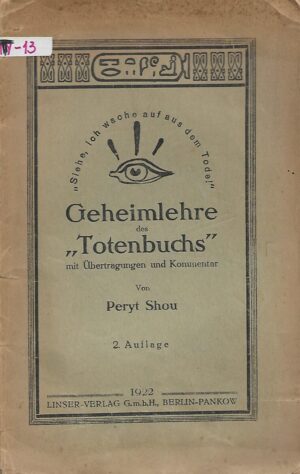 IV-13
„Siehe, ich wache auf aus dem Tode!"
Geheimlehre
des
„Totenbuchs"
mit Übertragungen und Kommentar
Von
Peryt Shou
2. Auflage
1922
LINSER-VERLAG G.m.b.H., BERLIN-PANKOW